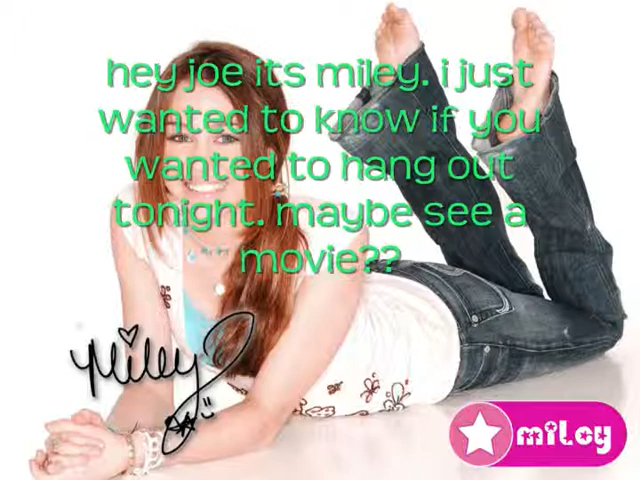 hey joe its miley. i just
wanted to know if you
wanted to hang out
tonight. maybe see a
movie??
Miley
miley